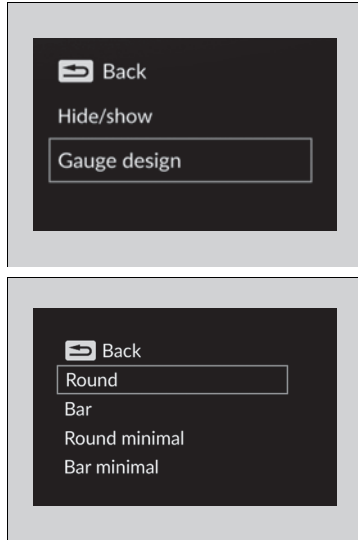 Back
Hide/show
Gauge design
Back
Round
Bar
Round minimal
Bar minimal